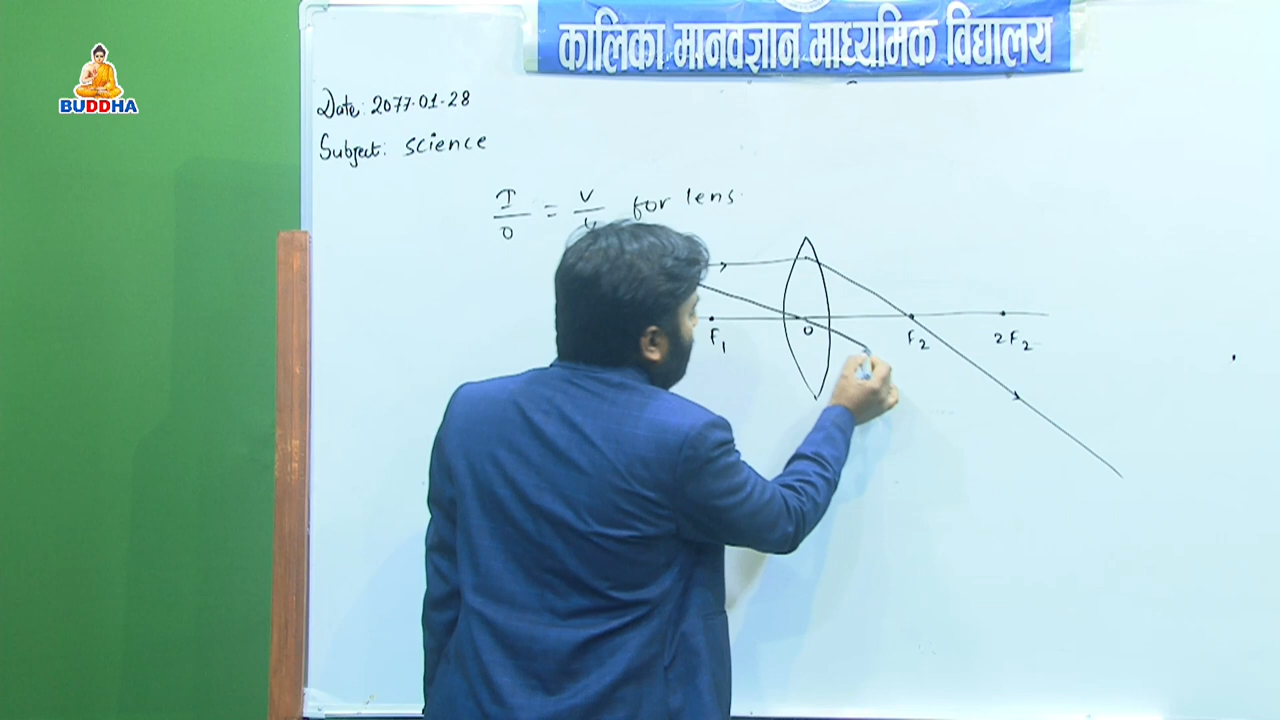 कालिका मानवज्ञान माध्यमिक विद्यालय
BUDDHA
Date: 2077.01.28
Subject: science
I/O = V/u for lens
F₁ O F₂ 2F₂